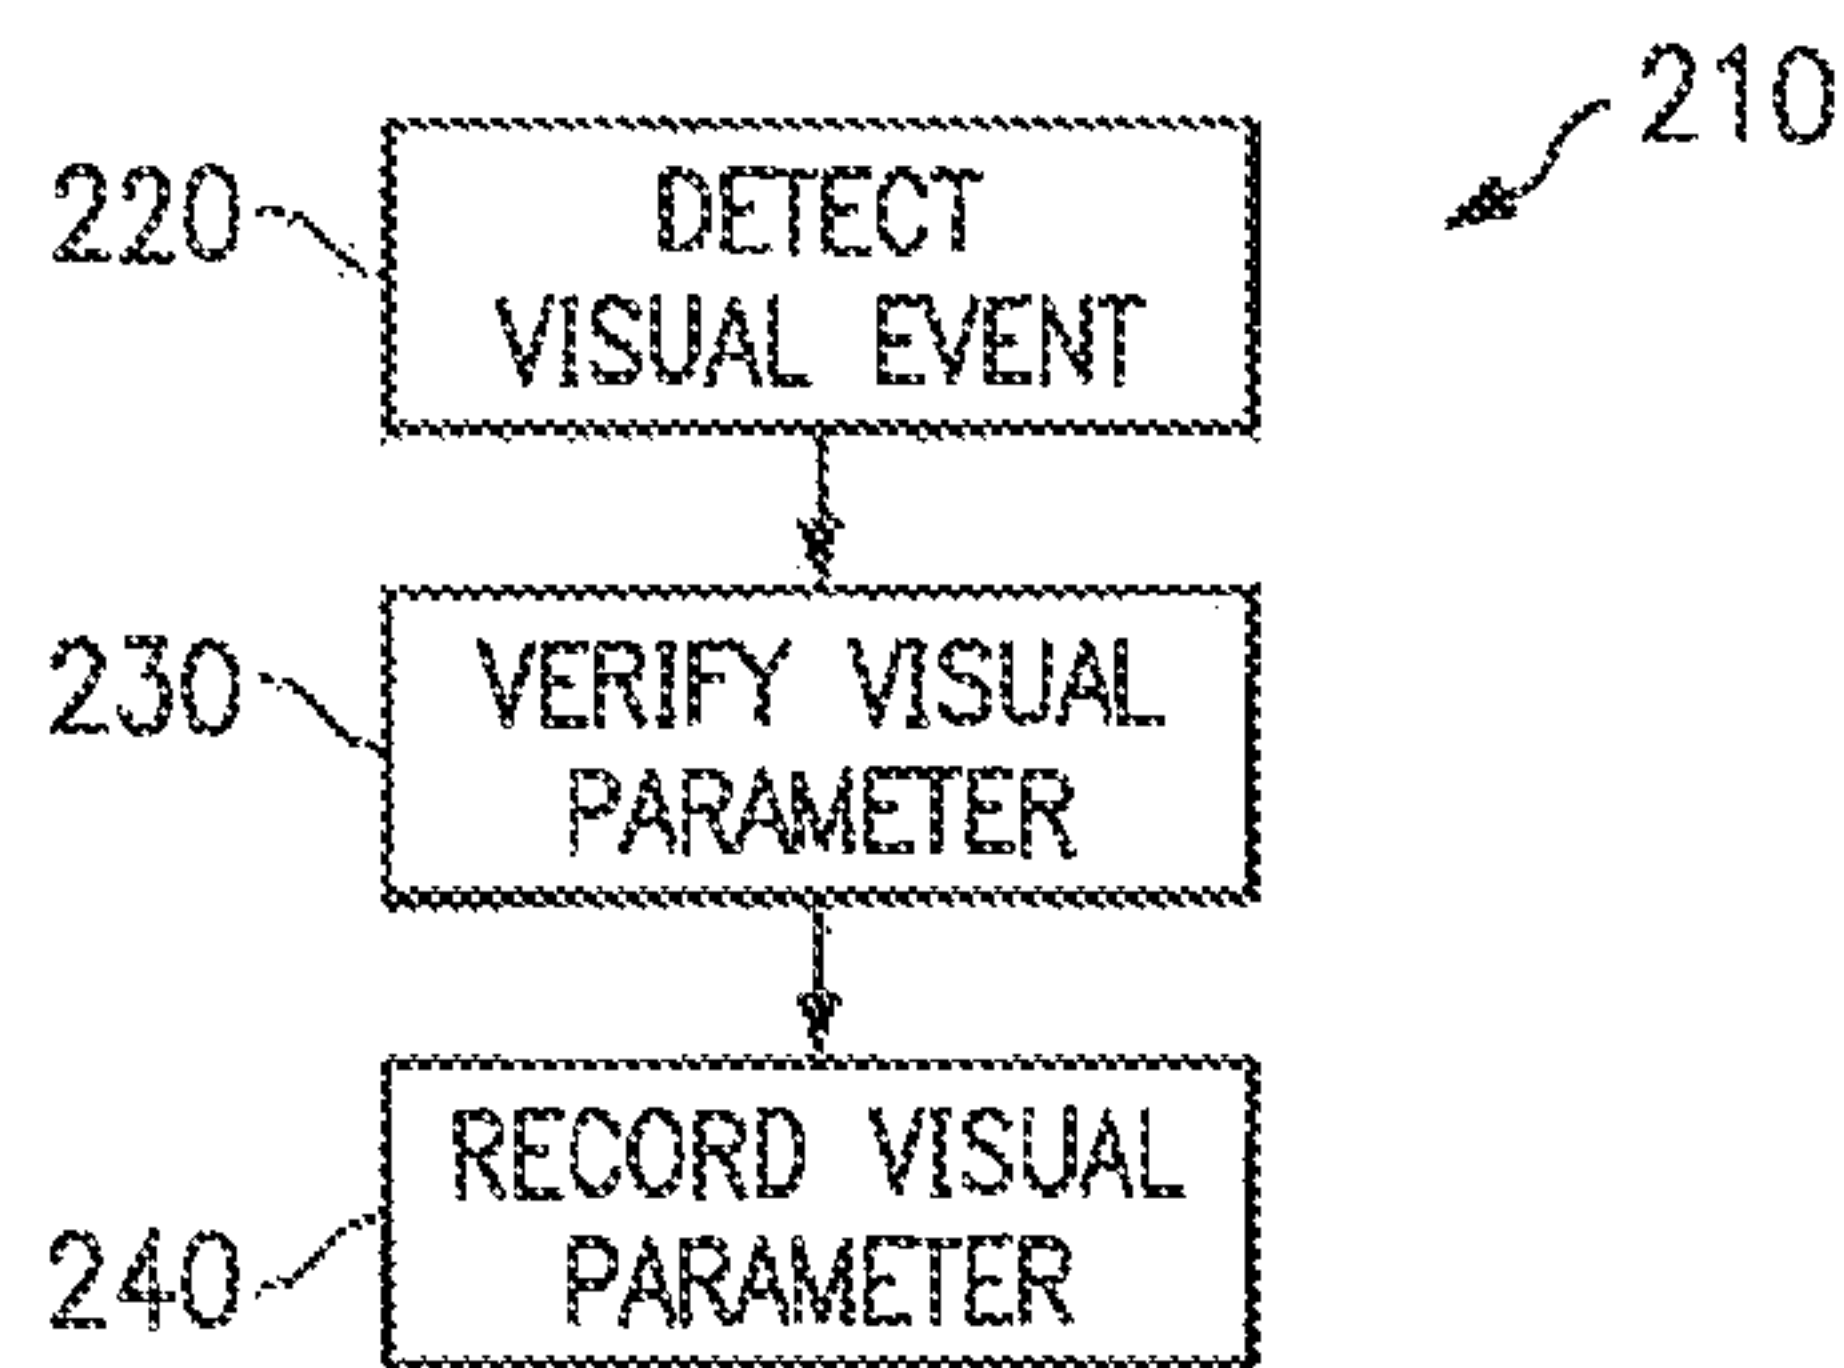 210
220
DETECT
VISUAL EVENT
230
VERIFY VISUAL
PARAMETER
240
RECORD VISUAL
PARAMETER